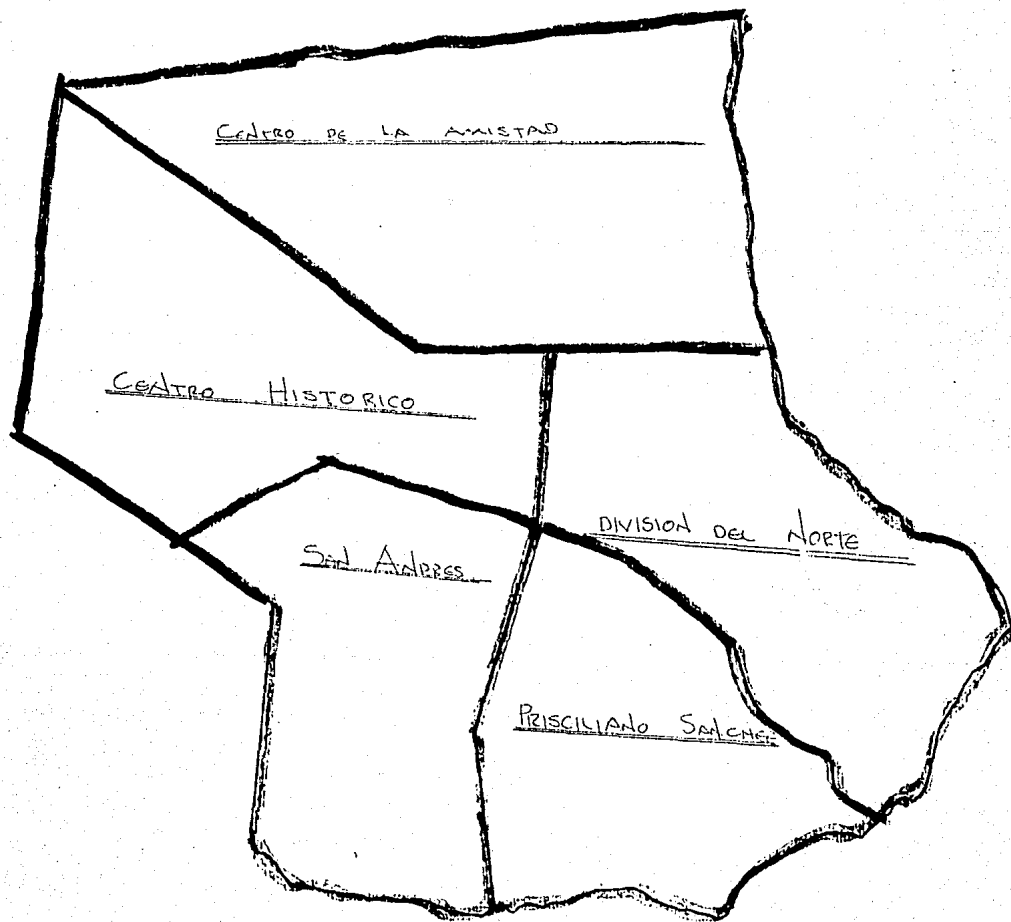 CENTRO DE LA AMISTAD
CENTRO HISTORICO
DIVISION DEL NORTE
SAN ANDRES
PRISCILIANO SANCHEZ